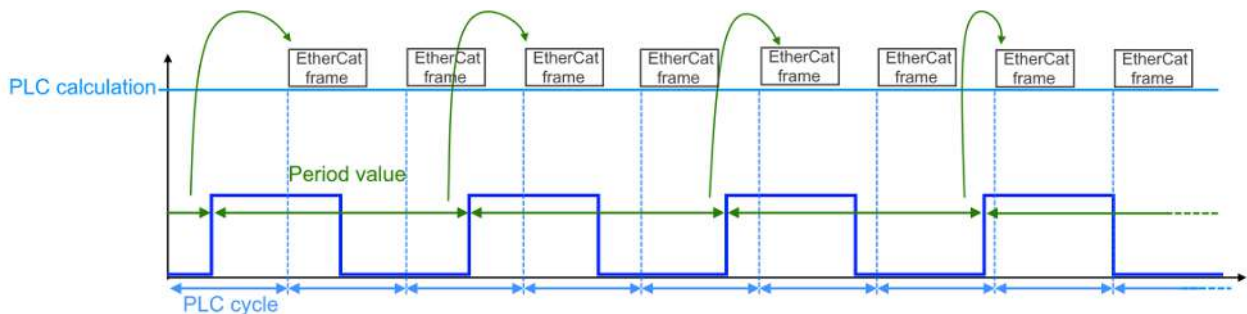 EtherCat
frame
EtherCat
frame
EtherCat
frame
EtherCat
frame
EtherCat
frame
EtherCat
frame
EtherCat
frame
EtherCat
frame
PLC calculation
Period value
PLC cycle